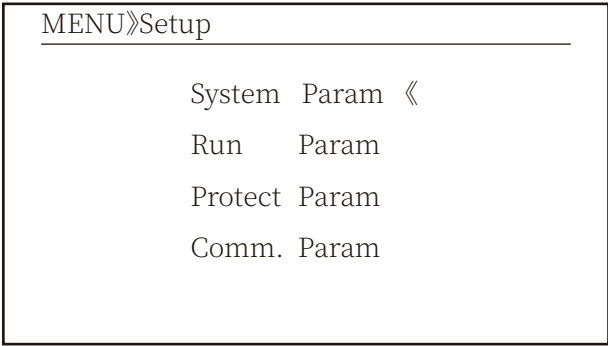 MENU》Setup
System Param 《
Run Param
Protect Param
Comm. Param